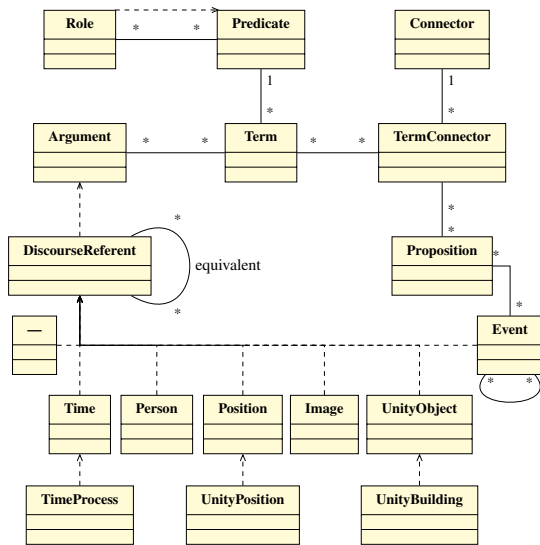 Role
Predicate
Connector
* *
1
1
*
*
Argument
Term
TermConnector
* *
* *
*
*
DiscourseReferent
*
equivalent
*
Proposition
*
*
—
Event
* *
Time
Person
Position
Image
UnityObject
TimeProcess
UnityPosition
UnityBuilding